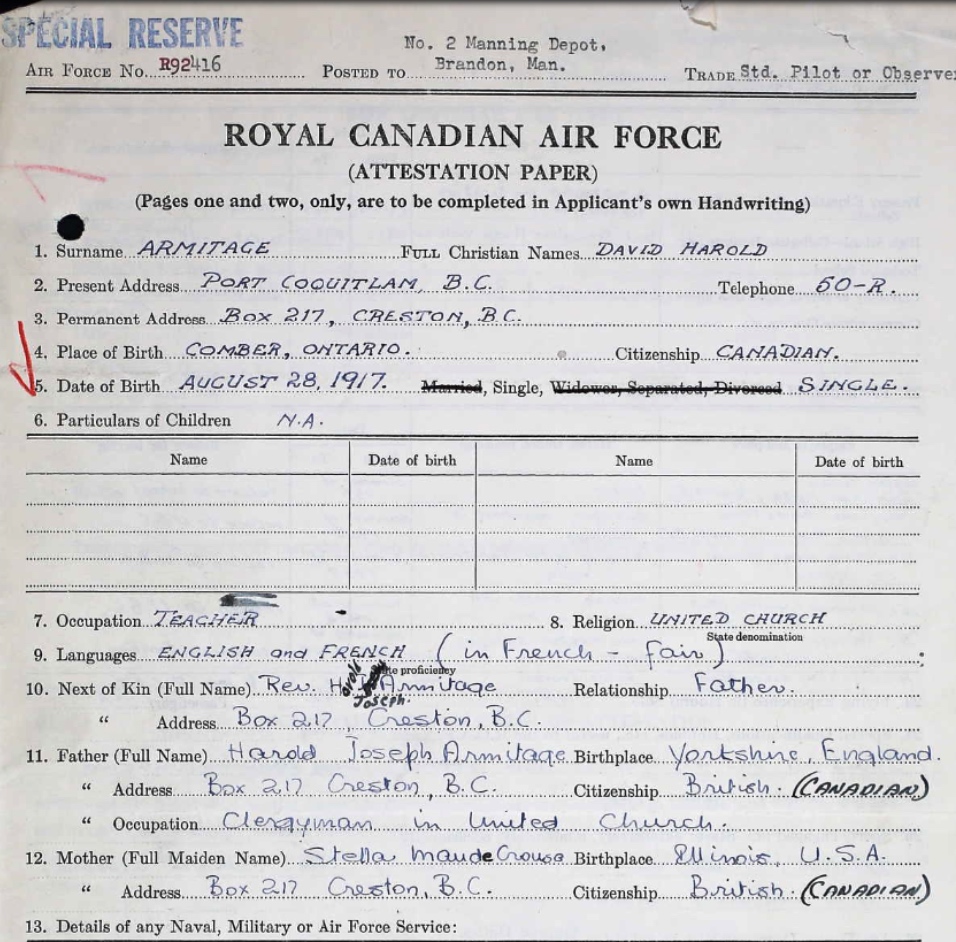 SPECIAL RESERVE
No. 2 Manning Depot,
AIR FORCE No. R92416 POSTED TO Brandon, Man. TRADE Std. Pilot or Observe
ROYAL CANADIAN AIR FORCE
(ATTESTATION PAPER)
(Pages one and two, only, are to be completed in Applicant's own Handwriting)
1. Surname ARMITAGE FULL Christian Names DAVID HAROLD
2. Present Address PORT COQUITLAM, B.C. Telephone 50-R.
3. Permanent Address BOX 217, CRESTON, B.C.
4. Place of Birth COMBER, ONTARIO. Citizenship CANADIAN.
5. Date of Birth AUGUST 28, 1917. Married, Single, Widower, Separated, Divorced SINGLE.
6. Particulars of Children N.A.
Name Date of birth Name Date of birth
7. Occupation TEACHER 8. Religion UNITED CHURCH
State denomination
9. Languages ENGLISH and FRENCH (in French - fair)
State proficiency
10. Next of Kin (Full Name) Rev. Harold Joseph Armitage Relationship Father.
" Address Box 217, Creston, B.C.
11. Father (Full Name) Harold Joseph Armitage Birthplace Yorkshire, England.
" Address Box 217 Creston, B.C. Citizenship British. (CANADIAN)
" Occupation Clergyman in United Church.
12. Mother (Full Maiden Name) Stella Maude Crouse Birthplace Illinois, U.S.A.
" Address Box 217 Creston, B.C. Citizenship British. (CANADIAN)
13. Details of any Naval, Military or Air Force Service: